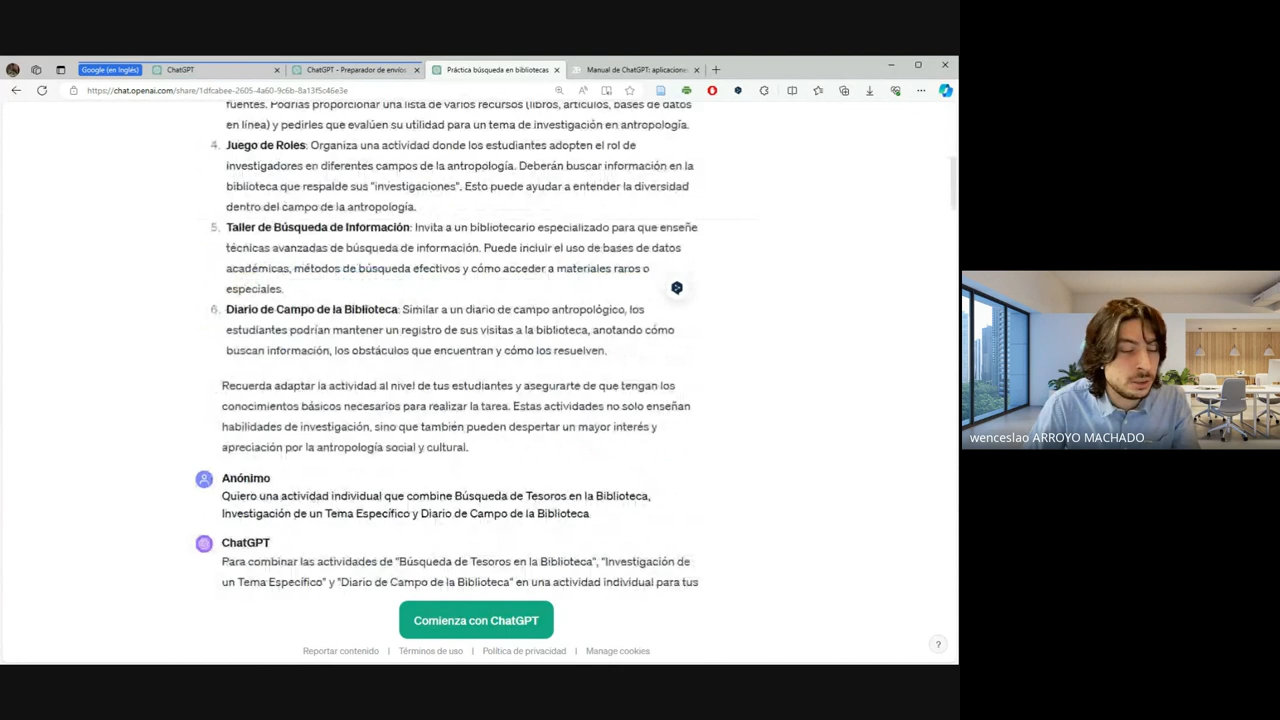 Google (en Inglés)
ChatGPT
ChatGPT - Preparador de envíos
Práctica búsqueda en bibliotecas
Manual de ChatGPT: aplicaciones
https://chat.openai.com/share/1dfcabee-2605-4a60-9c6b-8a13f5c46e3e
fuentes. Podrías proporcionar una lista de varios recursos (libros, artículos, bases de datos
en línea) y pedirles que evalúen su utilidad para un tema de investigación en antropología.
4. Juego de Roles: Organiza una actividad donde los estudiantes adopten el rol de
investigadores en diferentes campos de la antropología. Deberán buscar información en la
biblioteca que respalde sus "investigaciones". Esto puede ayudar a entender la diversidad
dentro del campo de la antropología.
5. Taller de Búsqueda de Información: Invita a un bibliotecario especializado para que enseñe
técnicas avanzadas de búsqueda de información. Puede incluir el uso de bases de datos
académicas, métodos de búsqueda efectivos y cómo acceder a materiales raros o
especiales.
6. Diario de Campo de la Biblioteca: Similar a un diario de campo antropológico, los
estudiantes podrían mantener un registro de sus visitas a la biblioteca, anotando cómo
buscan información, los obstáculos que encuentran y cómo los resuelven.
Recuerda adaptar la actividad al nivel de tus estudiantes y asegurarte de que tengan los
conocimientos básicos necesarios para realizar la tarea. Estas actividades no solo enseñan
habilidades de investigación, sino que también pueden despertar un mayor interés y
apreciación por la antropología social y cultural.
Anónimo
Quiero una actividad individual que combine Búsqueda de Tesoros en la Biblioteca,
Investigación de un Tema Específico y Diario de Campo de la Biblioteca.
ChatGPT
Para combinar las actividades de "Búsqueda de Tesoros en la Biblioteca", "Investigación de
un Tema Específico" y "Diario de Campo de la Biblioteca" en una actividad individual para tus
Comienza con ChatGPT
Reportar contenido | Términos de uso | Política de privacidad | Manage cookies
?
wenceslao ARROYO MACHADO